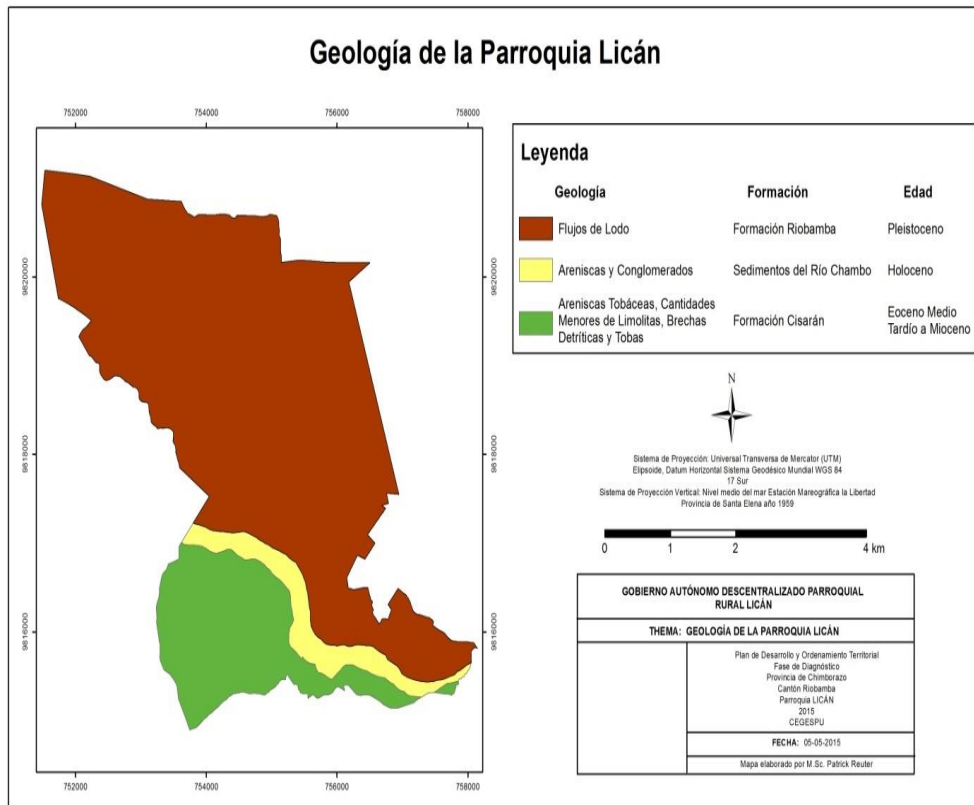 Geología de la Parroquia Licán
752000 754000 756000 758000
9820000 9820000
9818000 9818000
9816000 9816000
752000 754000 756000 758000
Leyenda
Geología Formación Edad
Flujos de Lodo Formación Riobamba Pleistoceno
Areniscas y Conglomerados Sedimentos del Río Chambo Holoceno
Areniscas Tobáceas, Cantidades
Menores de Limolitas, Brechas
Detríticas y Tobas
Formación Cisarán
Eoceno Medio
Tardío a Mioceno
N
Sistema de Proyección: Universal Transversa de Mercator (UTM)
Elipsoide, Datum Horizontal Sistema Geodésico Mundial WGS 84
17 Sur
Sistema de Proyección Vertical: Nivel medio del mar Estación Mareográfica la Libertad
Provincia de Santa Elena año 1959
0 1 2 4 km
GOBIERNO AUTÓNOMO DESCENTRALIZADO PARROQUIAL
RURAL LICÁN
THEMA: GEOLOGÍA DE LA PARROQUIA LICÁN
Plan de Desarrollo y Ordenamiento Territorial
Fase de Diagnóstico
Provincia de Chimborazo
Cantón Riobamba
Parroquia LICÁN
2015
CEGESPU
FECHA: 05-05-2015
Mapa elaborado por M.Sc. Patrick Reuter